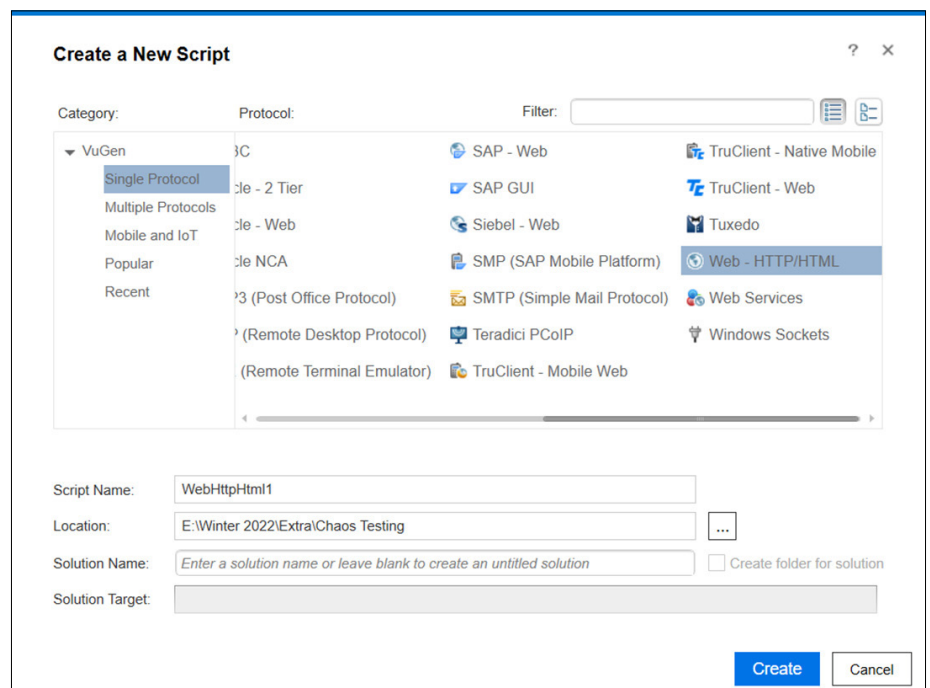 Create a New Script ?
Category: Protocol: Filter:
VuGen
Single Protocol
Multiple Protocols
Mobile and IoT
Popular
Recent
BC
cle - 2 Tier
cle - Web
cle NCA
P3 (Post Office Protocol)
(Remote Desktop Protocol)
(Remote Terminal Emulator)
SAP - Web
SAP GUI
Siebel - Web
SMP (SAP Mobile Platform)
SMTP (Simple Mail Protocol)
Teradici PCoIP
TruClient - Mobile Web
TruClient - Native Mobile
TruClient - Web
Tuxedo
Web - HTTP/HTML
Web Services
Windows Sockets
Script Name: WebHttpHtml1
Location: E:\Winter 2022\Extra\Chaos Testing ...
Solution Name: Enter a solution name or leave blank to create an untitled solution Create folder for solution
Solution Target:
Create Cancel